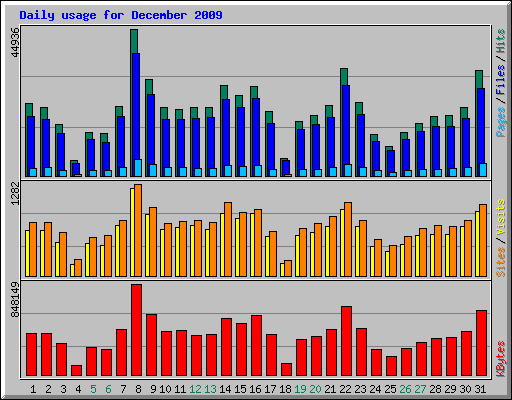 Daily usage for December 2009
44936
Pages / Files / Hits
1282
Sites / Visits
848149
KBytes
1 2 3 4 5 6 7 8 9 10 11 12 13 14 15 16 17 18 19 20 21 22 23 24 25 26 27 28 29 30 31